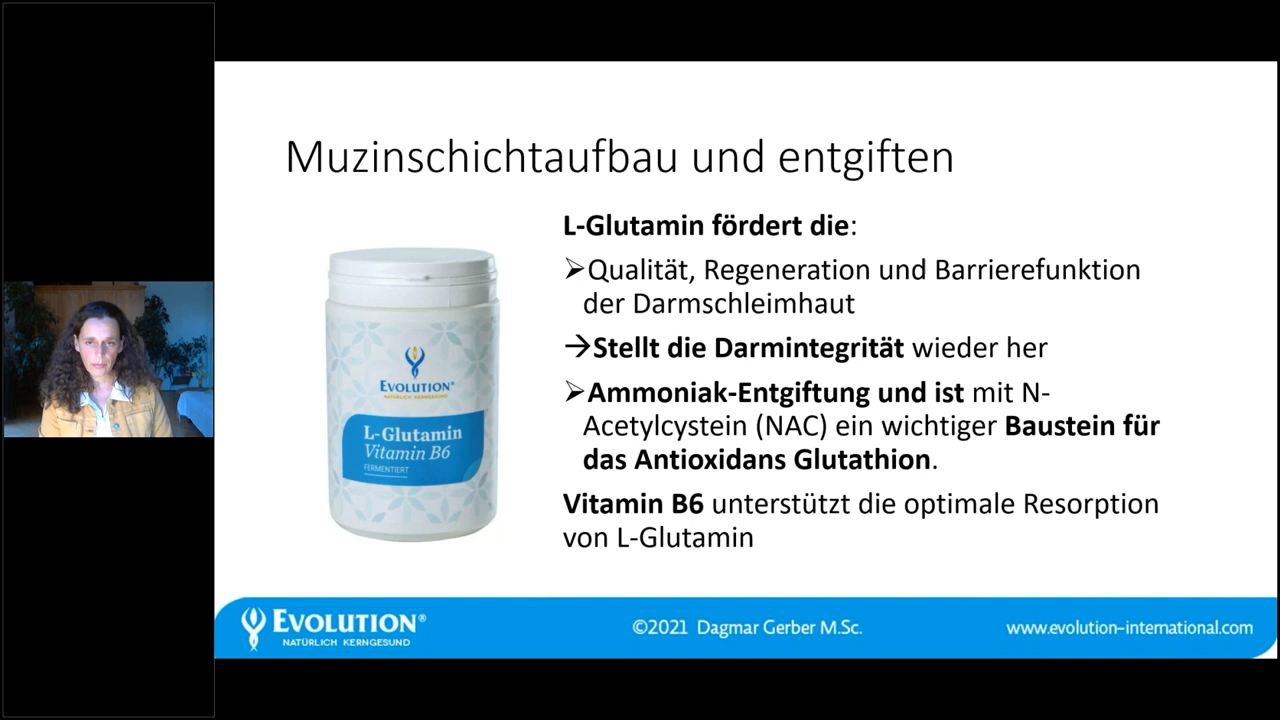 Muzinschichtaufbau und entgiften
L-Glutamin fördert die:
➢Qualität, Regeneration und Barrierefunktion
der Darmschleimhaut
→Stellt die Darmintegrität wieder her
➢Ammoniak-Entgiftung und ist mit N-
Acetylcystein (NAC) ein wichtiger Baustein für
das Antioxidans Glutathion.
Vitamin B6 unterstützt die optimale Resorption
von L-Glutamin
EVOLUTION®
NATÜRLICH KERNGESUND
L-Glutamin
Vitamin B6
FERMENTIERT
EVOLUTION®
NATÜRLICH KERNGESUND
©2021 Dagmar Gerber M.Sc.
www.evolution-international.com